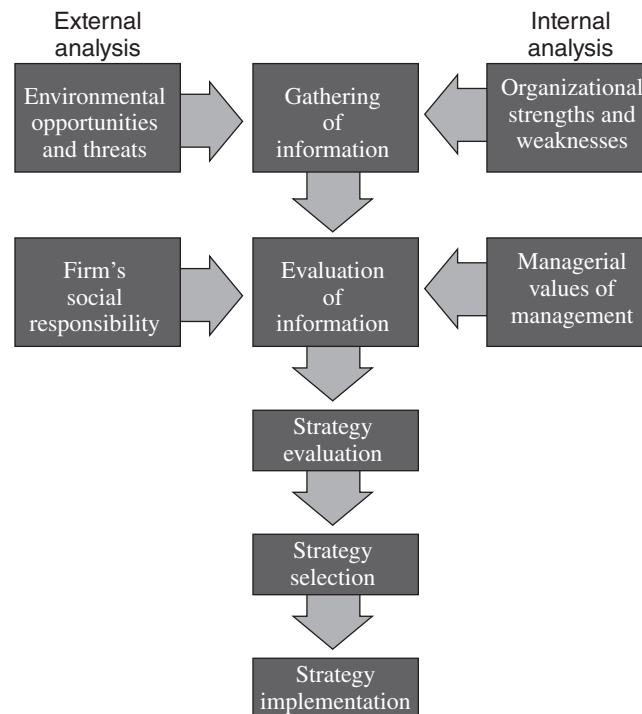 External
analysis
Internal
analysis
Environmental
opportunities
and threats
Gathering
of
information
Organizational
strengths and
weaknesses
Firm's
social
responsibility
Evaluation
of
information
Managerial
values of
management
Strategy
evaluation
Strategy
selection
Strategy
implementation